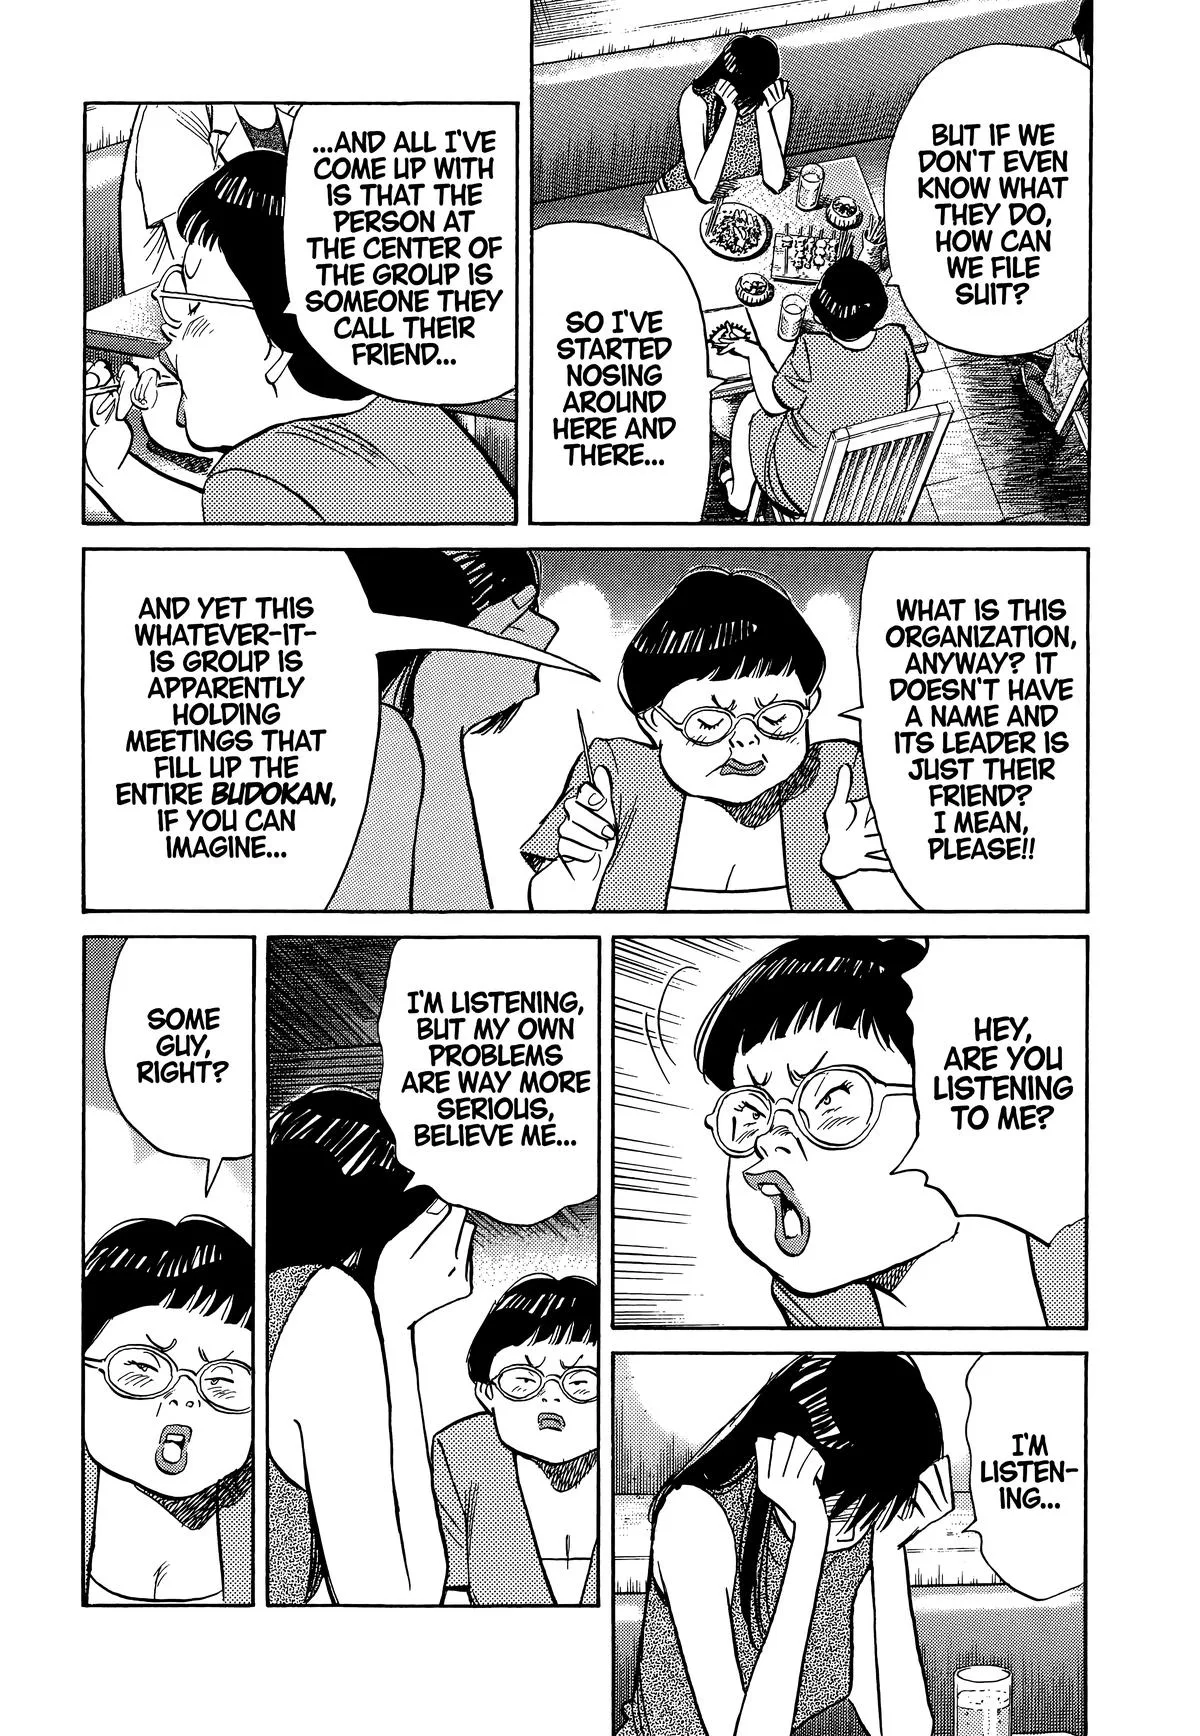 BUT IF WE
DON'T EVEN
KNOW WHAT
THEY DO,
HOW CAN
WE FILE
SUIT?
SO I'VE
STARTED
NOSING
AROUND
HERE AND
THERE...
...AND ALL I'VE
COME UP WITH
IS THAT THE
PERSON AT
THE CENTER OF
THE GROUP IS
SOMEONE THEY
CALL THEIR
FRIEND...
WHAT IS THIS
ORGANIZATION,
ANYWAY? IT
DOESN'T HAVE
A NAME AND
ITS LEADER IS
JUST THEIR
FRIEND?
I MEAN,
PLEASE!!
AND YET THIS
WHATEVER-IT-
IS GROUP IS
APPARENTLY
HOLDING
MEETINGS THAT
FILL UP THE
ENTIRE BUDOKAN,
IF YOU CAN
IMAGINE...
HEY,
ARE YOU
LISTENING
TO ME?
I'M
LISTEN-
ING...
I'M LISTENING,
BUT MY OWN
PROBLEMS
ARE WAY MORE
SERIOUS,
BELIEVE ME...
SOME
GUY,
RIGHT?